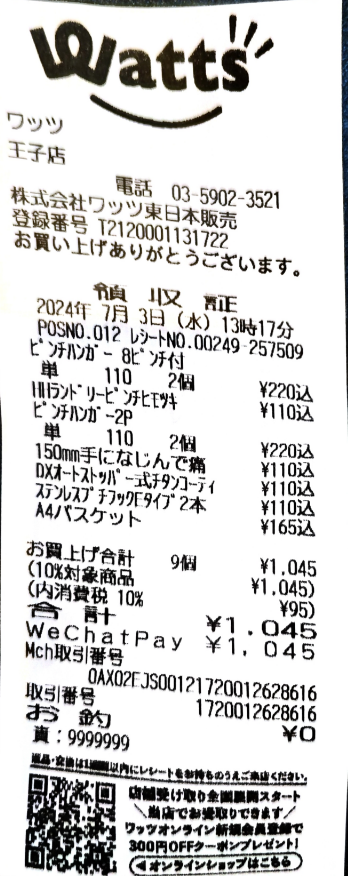 Watts
ワッツ
王子店
電話 03-5902-3521
株式会社ワッツ東日本販売
登録番号 T2120001131722
お買い上げありがとうございます。
領 収 証
2024年 7月 3日（水）13時17分
POSNO.012 レシートNO.00249-257509
ピンチハンガー 8ピンチ付
単 110 2個 ¥220込
HHランドリーピンチヒモツキ ¥110込
ピンチハンガー2P
単 110 2個 ¥220込
150mm手になじんで痛 ¥110込
DXオートストッパー式チタンコーティ ¥110込
ステンレスプチフックEタイプ2本 ¥110込
A4バスケット ¥165込
お買上げ合計 9個 ¥1,045
(10%対象商品 ¥1,045)
(内消費税 10% ¥95)
合 計 ¥1,045
WeChatPay ¥1,045
Mch取引番号
0AX02EJS001217200126286​16
取引番号 1720012628616
お 釣 ¥0
責：9999999
返品・交換は1週間以内にレシートをお持ちのうえご来店ください。
店舗受け取り全国展開スタート
＼当店でお受取りできます／
ワッツオンライン新規会員登録で
300円OFFクーポンプレゼント!
◀オンラインショップはこちら